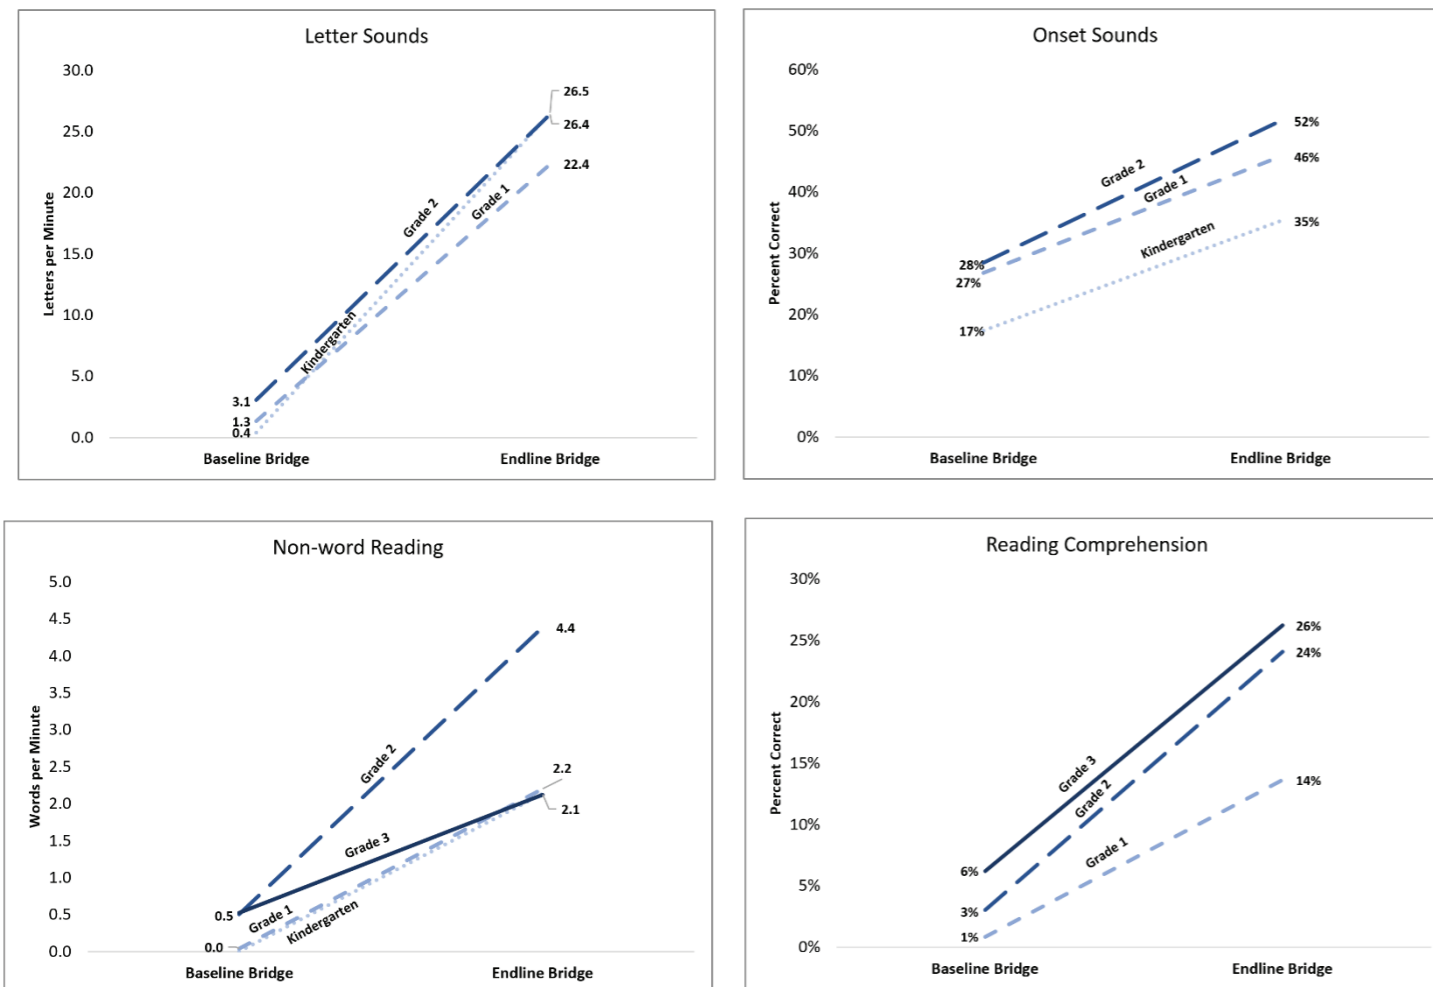 Letter Sounds
30.0
25.0
20.0
15.0
10.0
5.0
0.0
Letters per Minute
26.5
26.4
22.4
Grade 2
Grade 1
Kindergarten
3.1
1.3
0.4
Baseline Bridge
Endline Bridge
Onset Sounds
60%
50%
40%
30%
20%
10%
0%
Percent Correct
52%
46%
35%
Grade 2
Grade 1
Kindergarten
28%
27%
17%
Baseline Bridge
Endline Bridge
Non-word Reading
5.0
4.5
4.0
3.5
3.0
2.5
2.0
1.5
1.0
0.5
0.0
Words per Minute
4.4
2.2
2.1
Grade 2
Grade 3
Grade 1
Kindergarten
0.5
0.0
Baseline Bridge
Endline Bridge
Reading Comprehension
30%
25%
20%
15%
10%
5%
0%
Percent Correct
26%
24%
14%
Grade 3
Grade 2
Grade 1
6%
3%
1%
Baseline Bridge
Endline Bridge